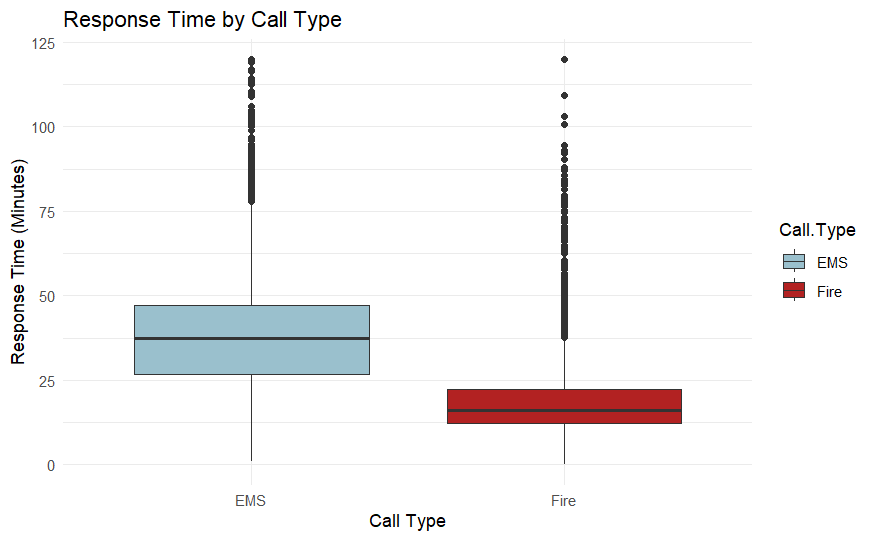 Response Time by Call Type
Response Time (Minutes)
125
100
75
50
25
0
EMS
Fire
Call Type
Call.Type
EMS
Fire